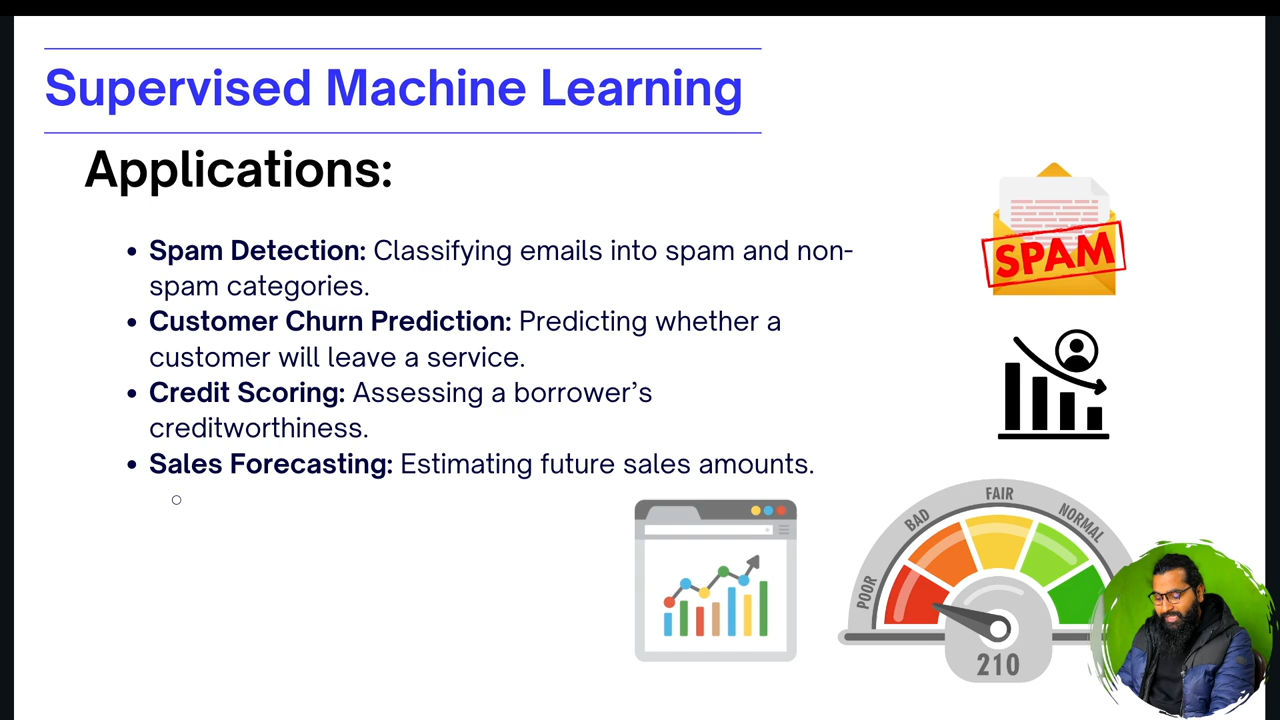 Supervised Machine Learning
Applications:
• Spam Detection: Classifying emails into spam and non-
spam categories.
• Customer Churn Prediction: Predicting whether a
customer will leave a service.
• Credit Scoring: Assessing a borrower’s
creditworthiness.
• Sales Forecasting: Estimating future sales amounts.
SPAM
POOR
BAD
FAIR
NORMAL
210